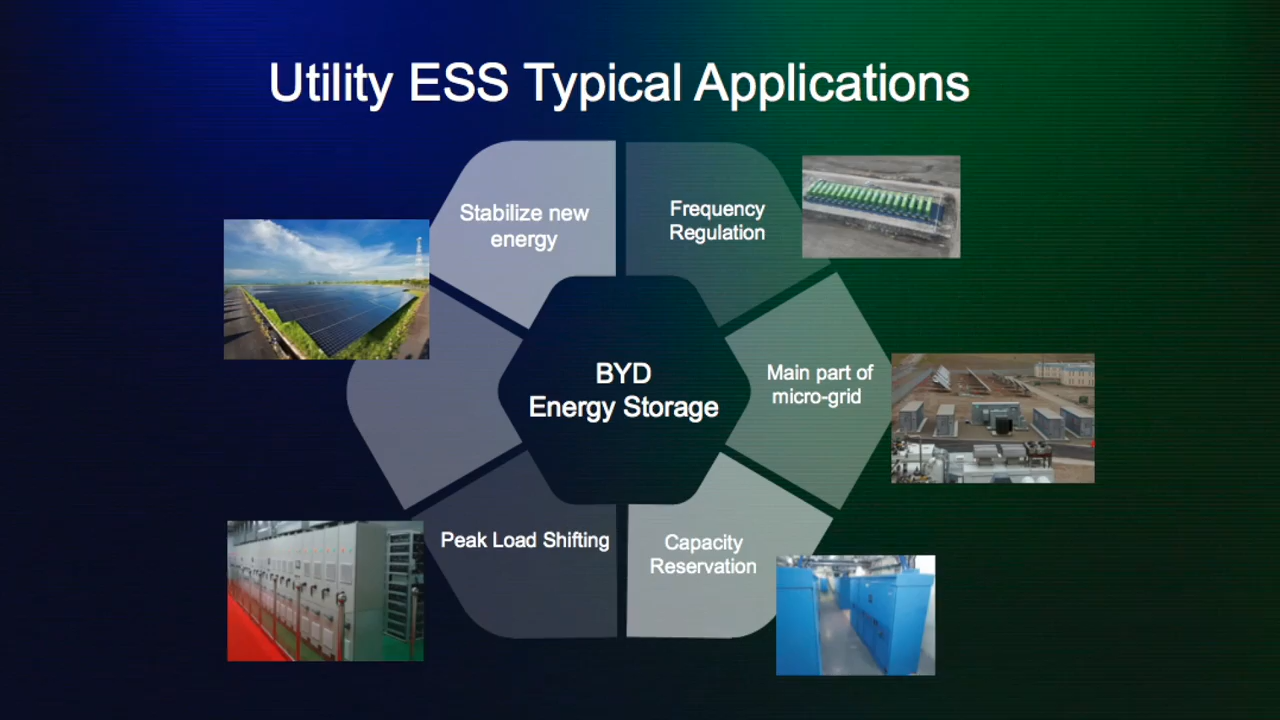 Utility ESS Typical Applications
Stabilize new
energy
Frequency
Regulation
BYD
Energy Storage
Main part of
micro-grid
Peak Load Shifting
Capacity
Reservation